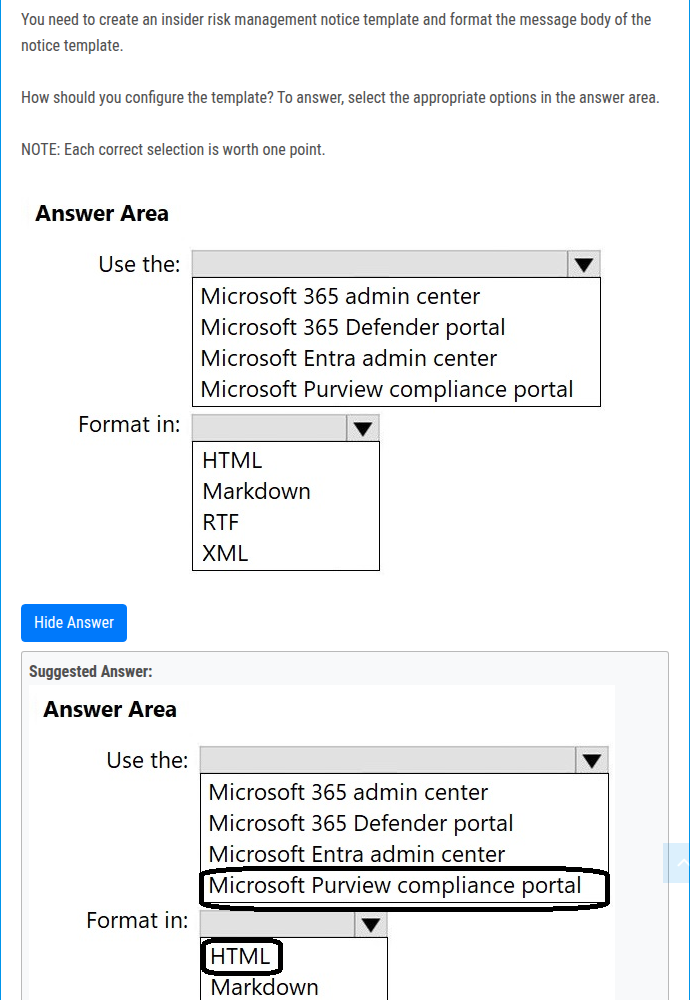 You need to create an insider risk management notice template and format the message body of the
notice template.
How should you configure the template? To answer, select the appropriate options in the answer area.
NOTE: Each correct selection is worth one point.
Answer Area
Use the:
Microsoft 365 admin center
Microsoft 365 Defender portal
Microsoft Entra admin center
Microsoft Purview compliance portal
Format in:
HTML
Markdown
RTF
XML
Hide Answer
Suggested Answer:
Answer Area
Use the:
Microsoft 365 admin center
Microsoft 365 Defender portal
Microsoft Entra admin center
Microsoft Purview compliance portal
Format in:
HTML
Markdown